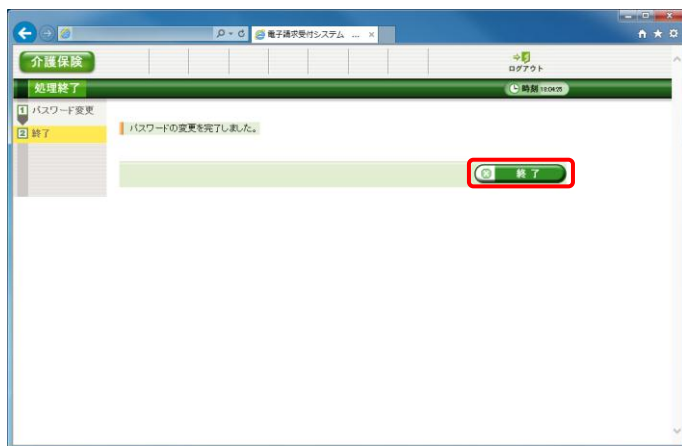 電子請求受付システム ...
介護保険
ログアウト
処理終了
時刻
1 パスワード変更
2 終了
パスワードの変更を完了しました。
終了